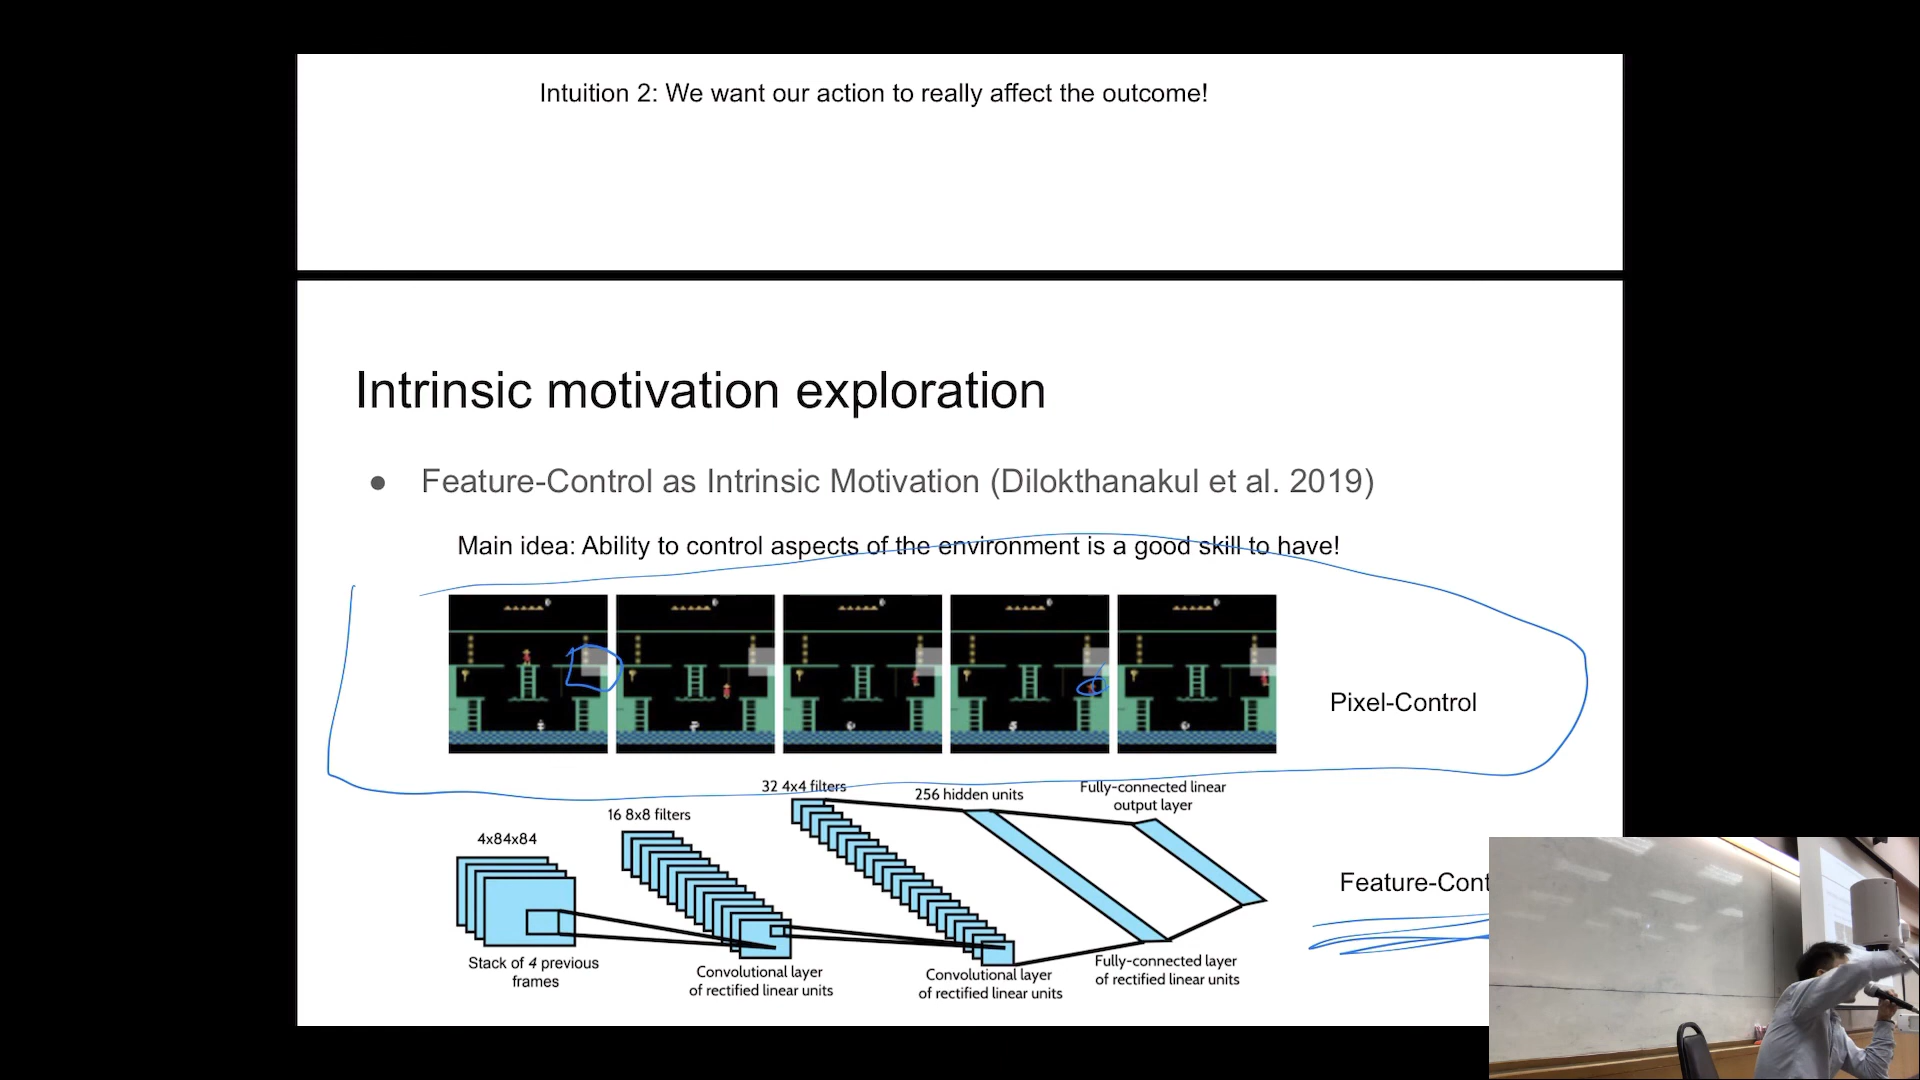 Intuition 2: We want our action to really affect the outcome!
Intrinsic motivation exploration
● Feature-Control as Intrinsic Motivation (Dilokthanakul et al. 2019)
Main idea: Ability to control aspects of the environment is a good skill to have!
Pixel-Control
4x84x84
16 8x8 filters
32 4x4 filters
256 hidden units
Fully-connected linear
output layer
Stack of 4 previous
frames
Convolutional layer
of rectified linear units
Convolutional layer
of rectified linear units
Fully-connected layer
of rectified linear units
Feature-Cont